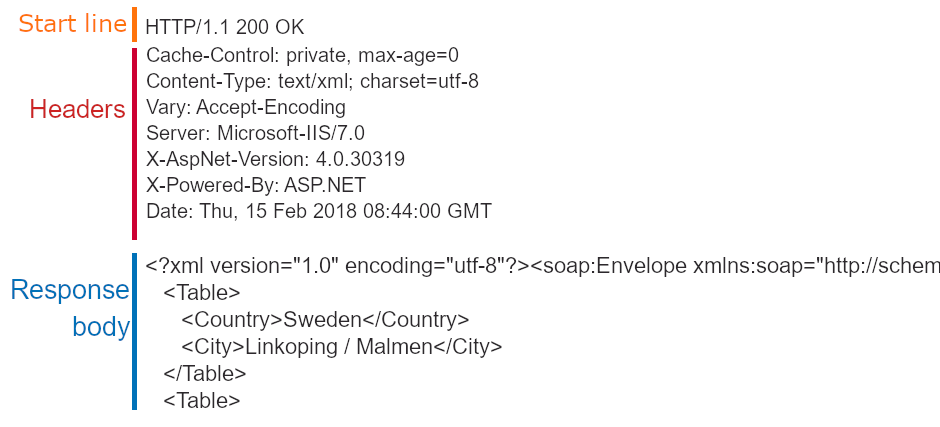 Start line
HTTP/1.1 200 OK
Headers
Cache-Control: private, max-age=0
Content-Type: text/xml; charset=utf-8
Vary: Accept-Encoding
Server: Microsoft-IIS/7.0
X-AspNet-Version: 4.0.30319
X-Powered-By: ASP.NET
Date: Thu, 15 Feb 2018 08:44:00 GMT
Response
body
<?xml version="1.0" encoding="utf-8"?><soap:Envelope xmlns:soap="http://schem
<Table>
<Country>Sweden</Country>
<City>Linkoping / Malmen</City>
</Table>
<Table>